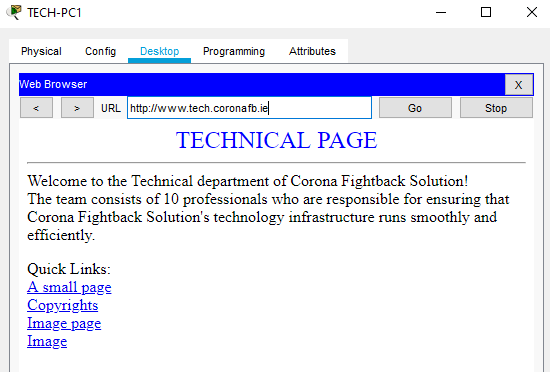 TECH-PC1
Physical Config Desktop Programming Attributes
Web Browser X
< > URL http://www.tech.coronafb.ie Go Stop
TECHNICAL PAGE
Welcome to the Technical department of Corona Fightback Solution!
The team consists of 10 professionals who are responsible for ensuring that
Corona Fightback Solution's technology infrastructure runs smoothly and
efficiently.
Quick Links:
A small page
Copyrights
Image page
Image